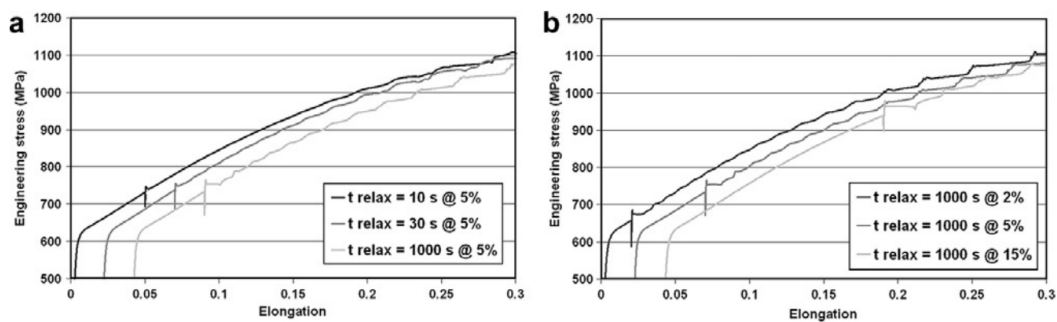 a
1200
1100
1000
900
800
700
600
500
Engineering stress (MPa)
t relax = 10 s @ 5%
t relax = 30 s @ 5%
t relax = 1000 s @ 5%
0 0.05 0.1 0.15 0.2 0.25 0.3
Elongation
b
1200
1100
1000
900
800
700
600
500
Engineering stress (MPa)
t relax = 1000 s @ 2%
t relax = 1000 s @ 5%
t relax = 1000 s @ 15%
0 0.05 0.1 0.15 0.2 0.25 0.3
Elongation